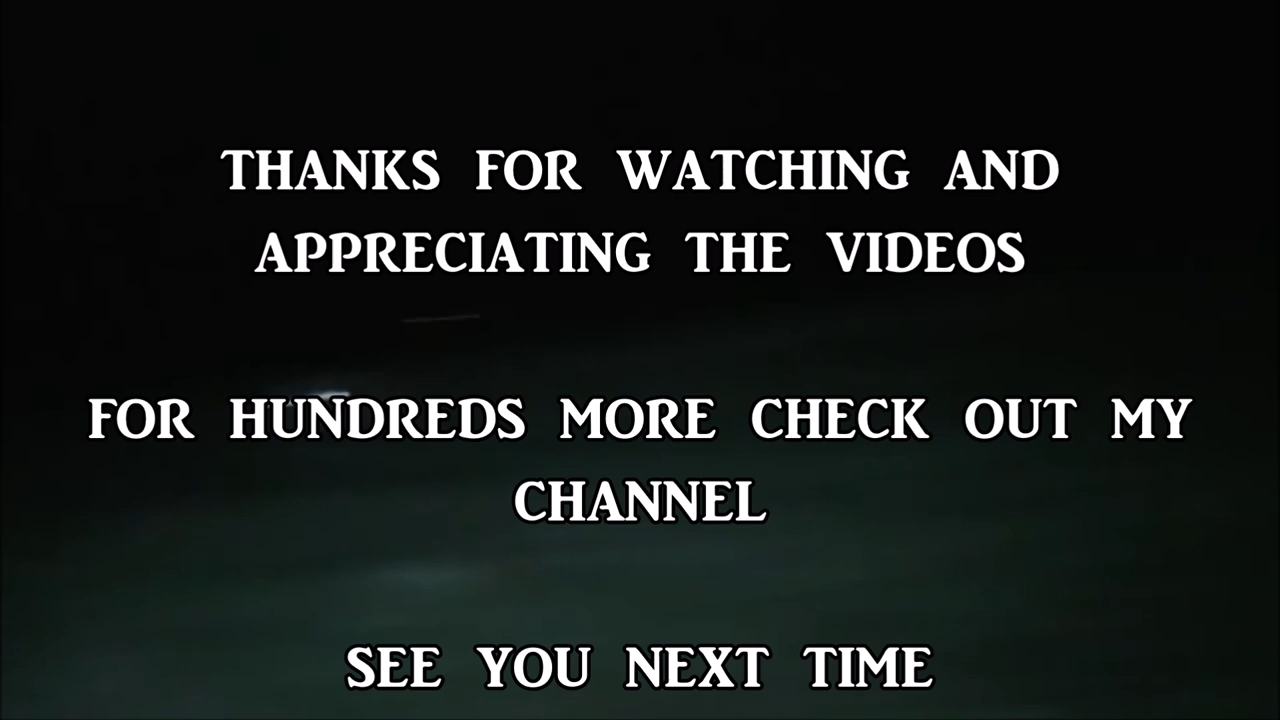 THANKS FOR WATCHING AND
APPRECIATING THE VIDEOS
FOR HUNDREDS MORE CHECK OUT MY
CHANNEL
SEE YOU NEXT TIME